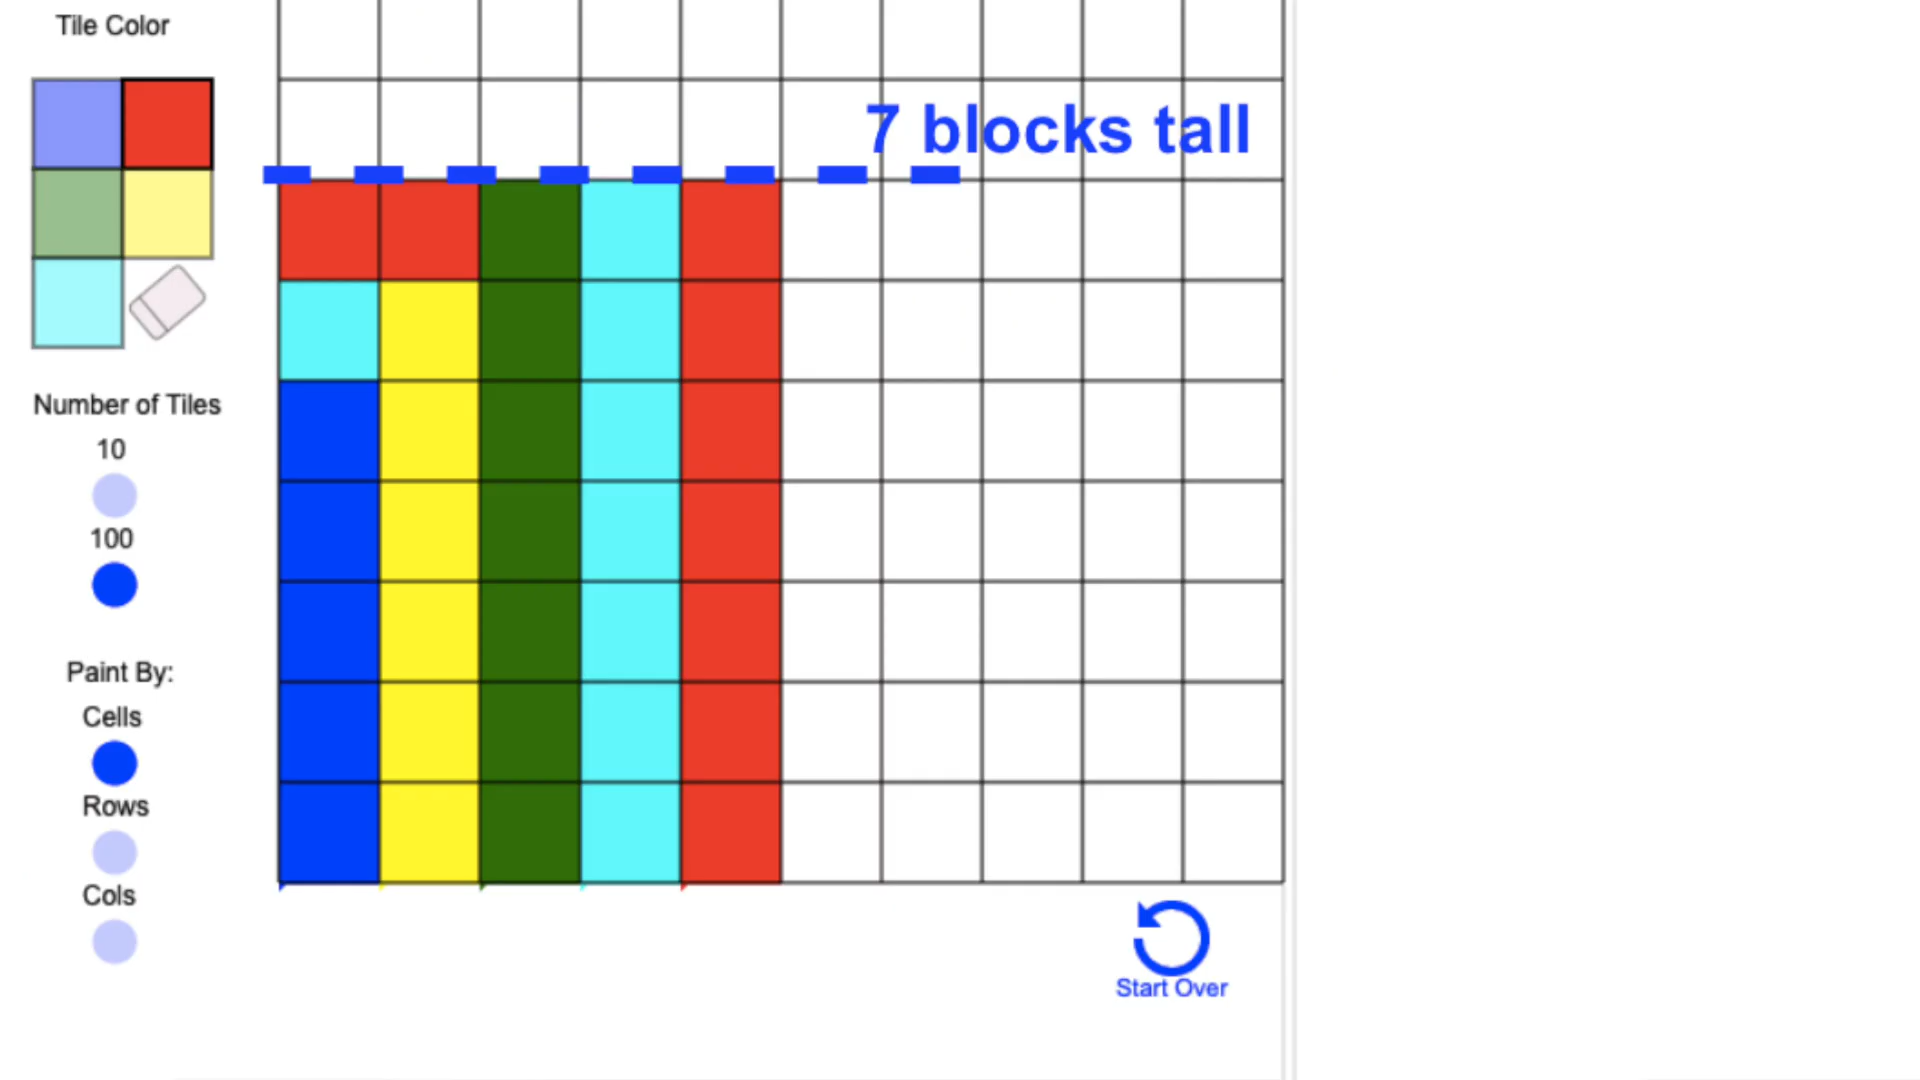 Tile Color
7 blocks tall
Number of Tiles
10
100
Paint By:
Cells
Rows
Cols
Start Over